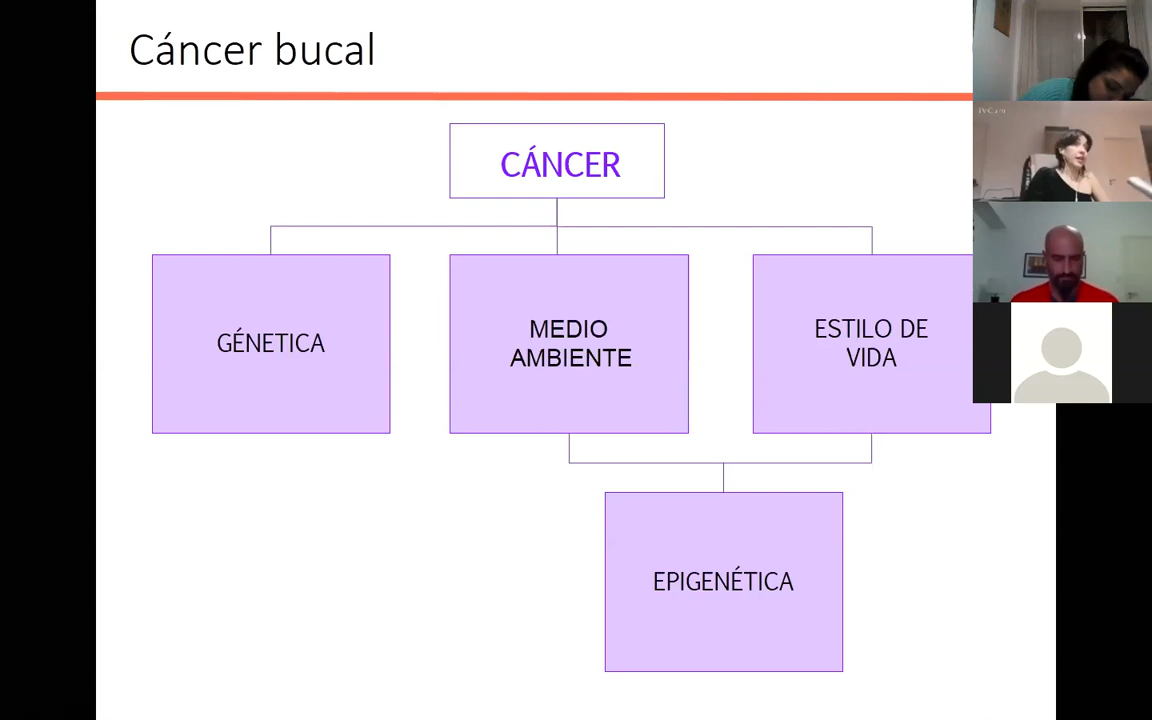 Cáncer bucal
CÁNCER
GÉNETICA
MEDIO
AMBIENTE
ESTILO DE
VIDA
EPIGENÉTICA